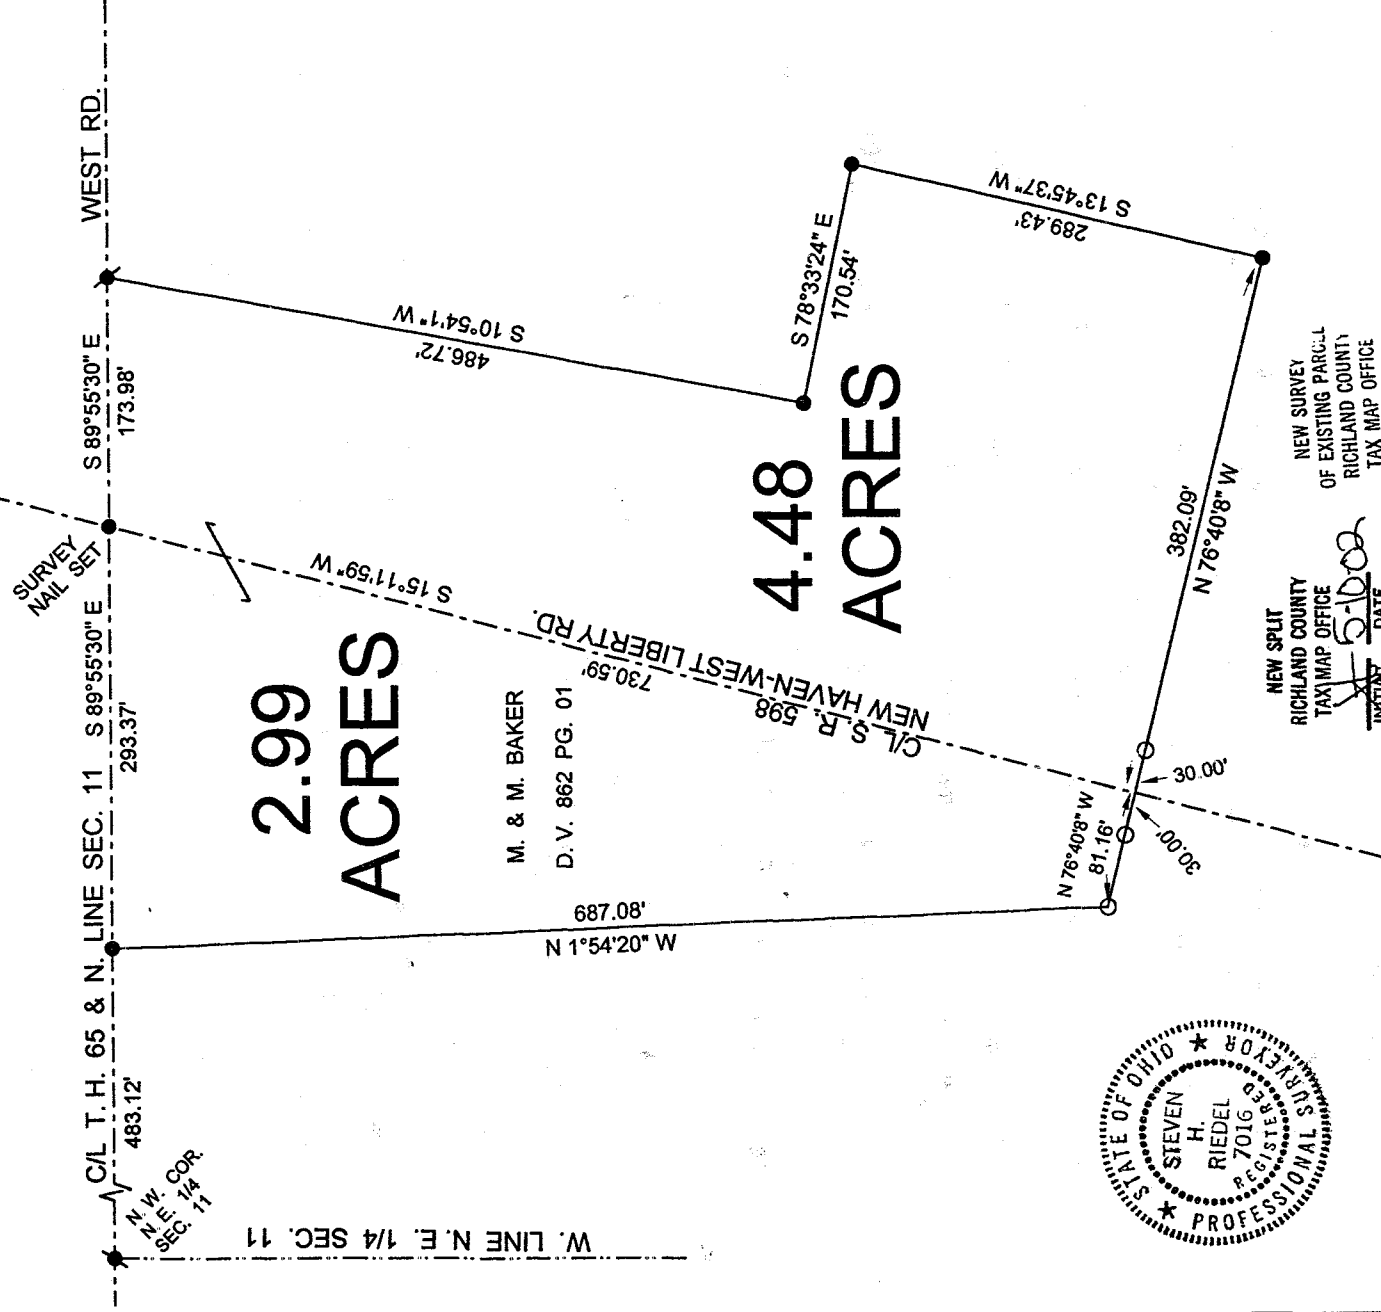 WEST RD.
S 89°55'30" E
173.98'
SURVEY
NAIL SET
S 89°55'30" E
293.37'
C/L T. H. 65 & N. LINE SEC. 11
483.12'
N. W. COR.
N. E. 1/4
SEC. 11
W. LINE N. E. 1/4 SEC. 11
S 10°54'1" W
486.72'
S 78°33'24" E
170.54'
S 13°45'37" W
289.43'
382.09'
N 76°40'8" W
4.48
ACRES
S 15°11'59" W
730.59'
NEW HAVEN-WEST LIBERTY RD.
C/L S. R. 598
2.99
ACRES
M. & M. BAKER
D. V. 862 PG. 01
687.08'
N 1°54'20" W
N 76°40'8" W
81.16'
30.00'
30.00'
NEW SURVEY
OF EXISTING PARCEL
RICHLAND COUNTY
TAX MAP OFFICE
NEW SPLIT
RICHLAND COUNTY
TAX MAP OFFICE
5-10-02
INITIAL DATE
STATE OF OHIO
STEVEN
H.
RIEDEL
7016
REGISTERED
PROFESSIONAL SURVEYOR